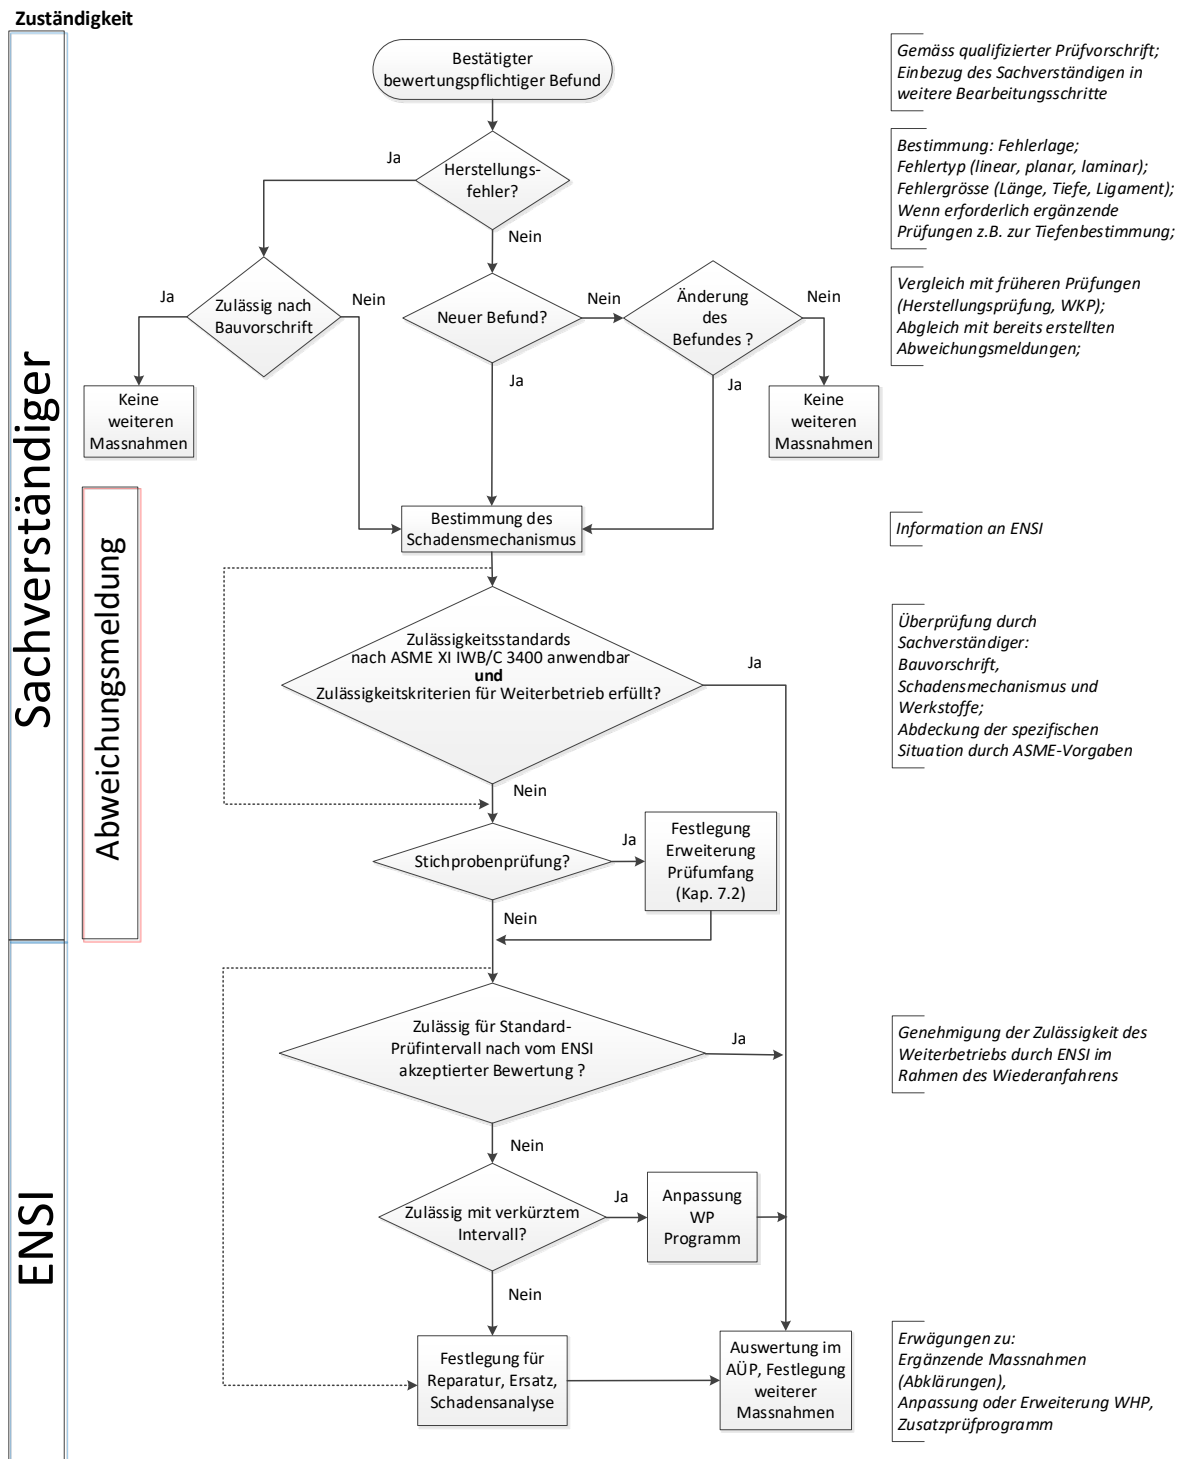 Zuständigkeit
Sachverständiger
Abweichungsmeldung
ENSI
Bestätigter
bewertungspflichtiger Befund
Gemäss qualifizierter Prüfvorschrift;
Einbezug des Sachverständigen in
weitere Bearbeitungsschritte
Ja
Herstellungs-
fehler?
Nein
Bestimmung: Fehlerlage;
Fehlertyp (linear, planar, laminar);
Fehlergrösse (Länge, Tiefe, Ligament);
Wenn erforderlich ergänzende
Prüfungen z.B. zur Tiefenbestimmung;
Ja
Zulässig nach
Bauvorschrift
Nein
Neuer Befund?
Nein
Änderung
des
Befundes ?
Nein
Vergleich mit früheren Prüfungen
(Herstellungsprüfung, WKP);
Abgleich mit bereits erstellten
Abweichungsmeldungen;
Ja
Ja
Keine
weiteren
Massnahmen
Keine
weiteren
Massnahmen
Bestimmung des
Schadensmechanismus
Information an ENSI
Zulässigkeitsstandards
nach ASME XI IWB/C 3400 anwendbar
und
Zulässigkeitskriterien für Weiterbetrieb erfüllt?
Ja
Nein
Überprüfung durch
Sachverständiger:
Bauvorschrift,
Schadensmechanismus und
Werkstoffe;
Abdeckung der spezifischen
Situation durch ASME-Vorgaben
Stichprobenprüfung?
Ja
Nein
Festlegung
Erweiterung
Prüfumfang
(Kap. 7.2)
Zulässig für Standard-
Prüfintervall nach vom ENSI
akzeptierter Bewertung ?
Ja
Nein
Genehmigung der Zulässigkeit des
Weiterbetriebs durch ENSI im
Rahmen des Wiederanfahrens
Zulässig mit verkürztem
Intervall?
Ja
Nein
Anpassung
WP
Programm
Festlegung für
Reparatur, Ersatz,
Schadensanalyse
Auswertung im
AÜP, Festlegung
weiterer
Massnahmen
Erwägungen zu:
Ergänzende Massnahmen
(Abklärungen),
Anpassung oder Erweiterung WHP,
Zusatzprüfprogramm